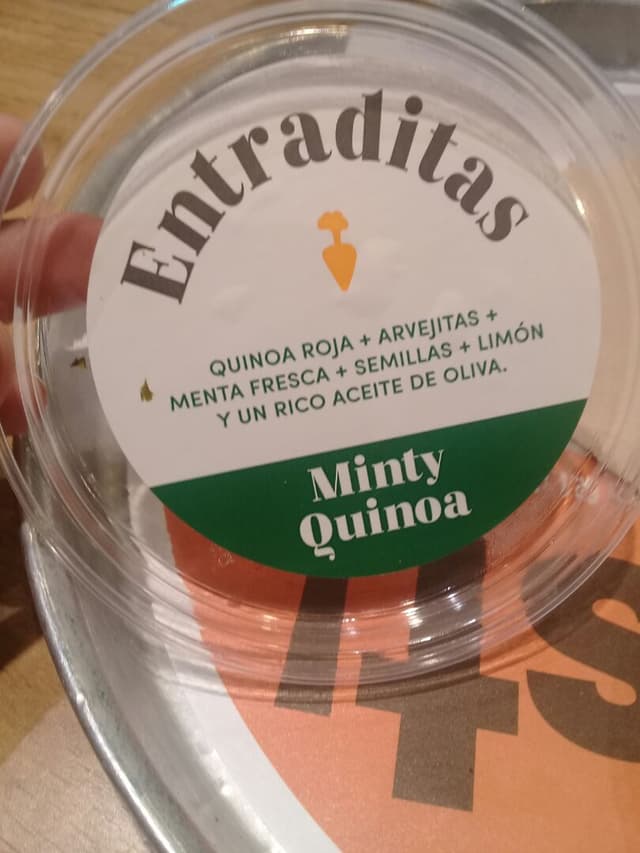 Entraditas
QUINOA ROJA + ARVEJITAS +
MENTA FRESCA + SEMILLAS + LIMÓN
Y UN RICO ACEITE DE OLIVA.
Minty
Quinoa